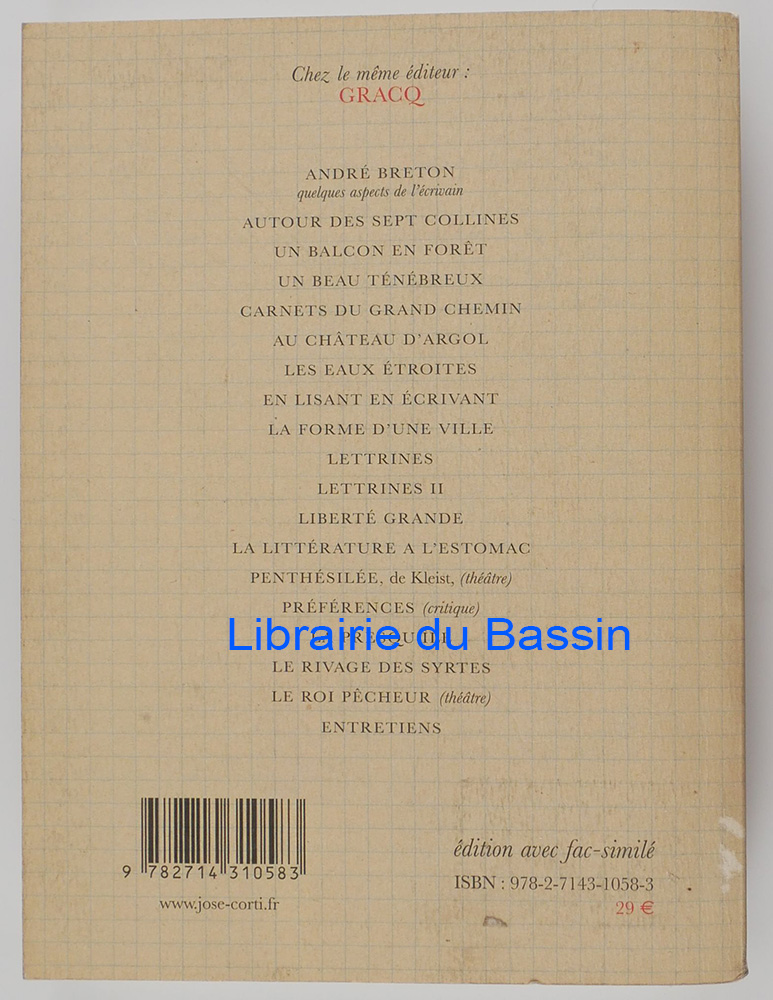 Chez le même éditeur :
GRACQ
ANDRÉ BRETON
quelques aspects de l'écrivain
AUTOUR DES SEPT COLLINES
UN BALCON EN FORÊT
UN BEAU TÉNÉBREUX
CARNETS DU GRAND CHEMIN
AU CHÂTEAU D'ARGOL
LES EAUX ÉTROITES
EN LISANT EN ÉCRIVANT
LA FORME D'UNE VILLE
LETTRINES
LETTRINES II
LIBERTÉ GRANDE
LA LITTÉRATURE A L'ESTOMAC
PENTHÉSILÉE, de Kleist, (théâtre)
PRÉFÉRENCES (critique)
Librairie du Bassin
LE RIVAGE DES SYRTES
LE ROI PÊCHEUR (théâtre)
ENTRETIENS
9 782714 310583
www.jose-corti.fr
édition avec fac-similé
ISBN : 978-2-7143-1058-3
29 €